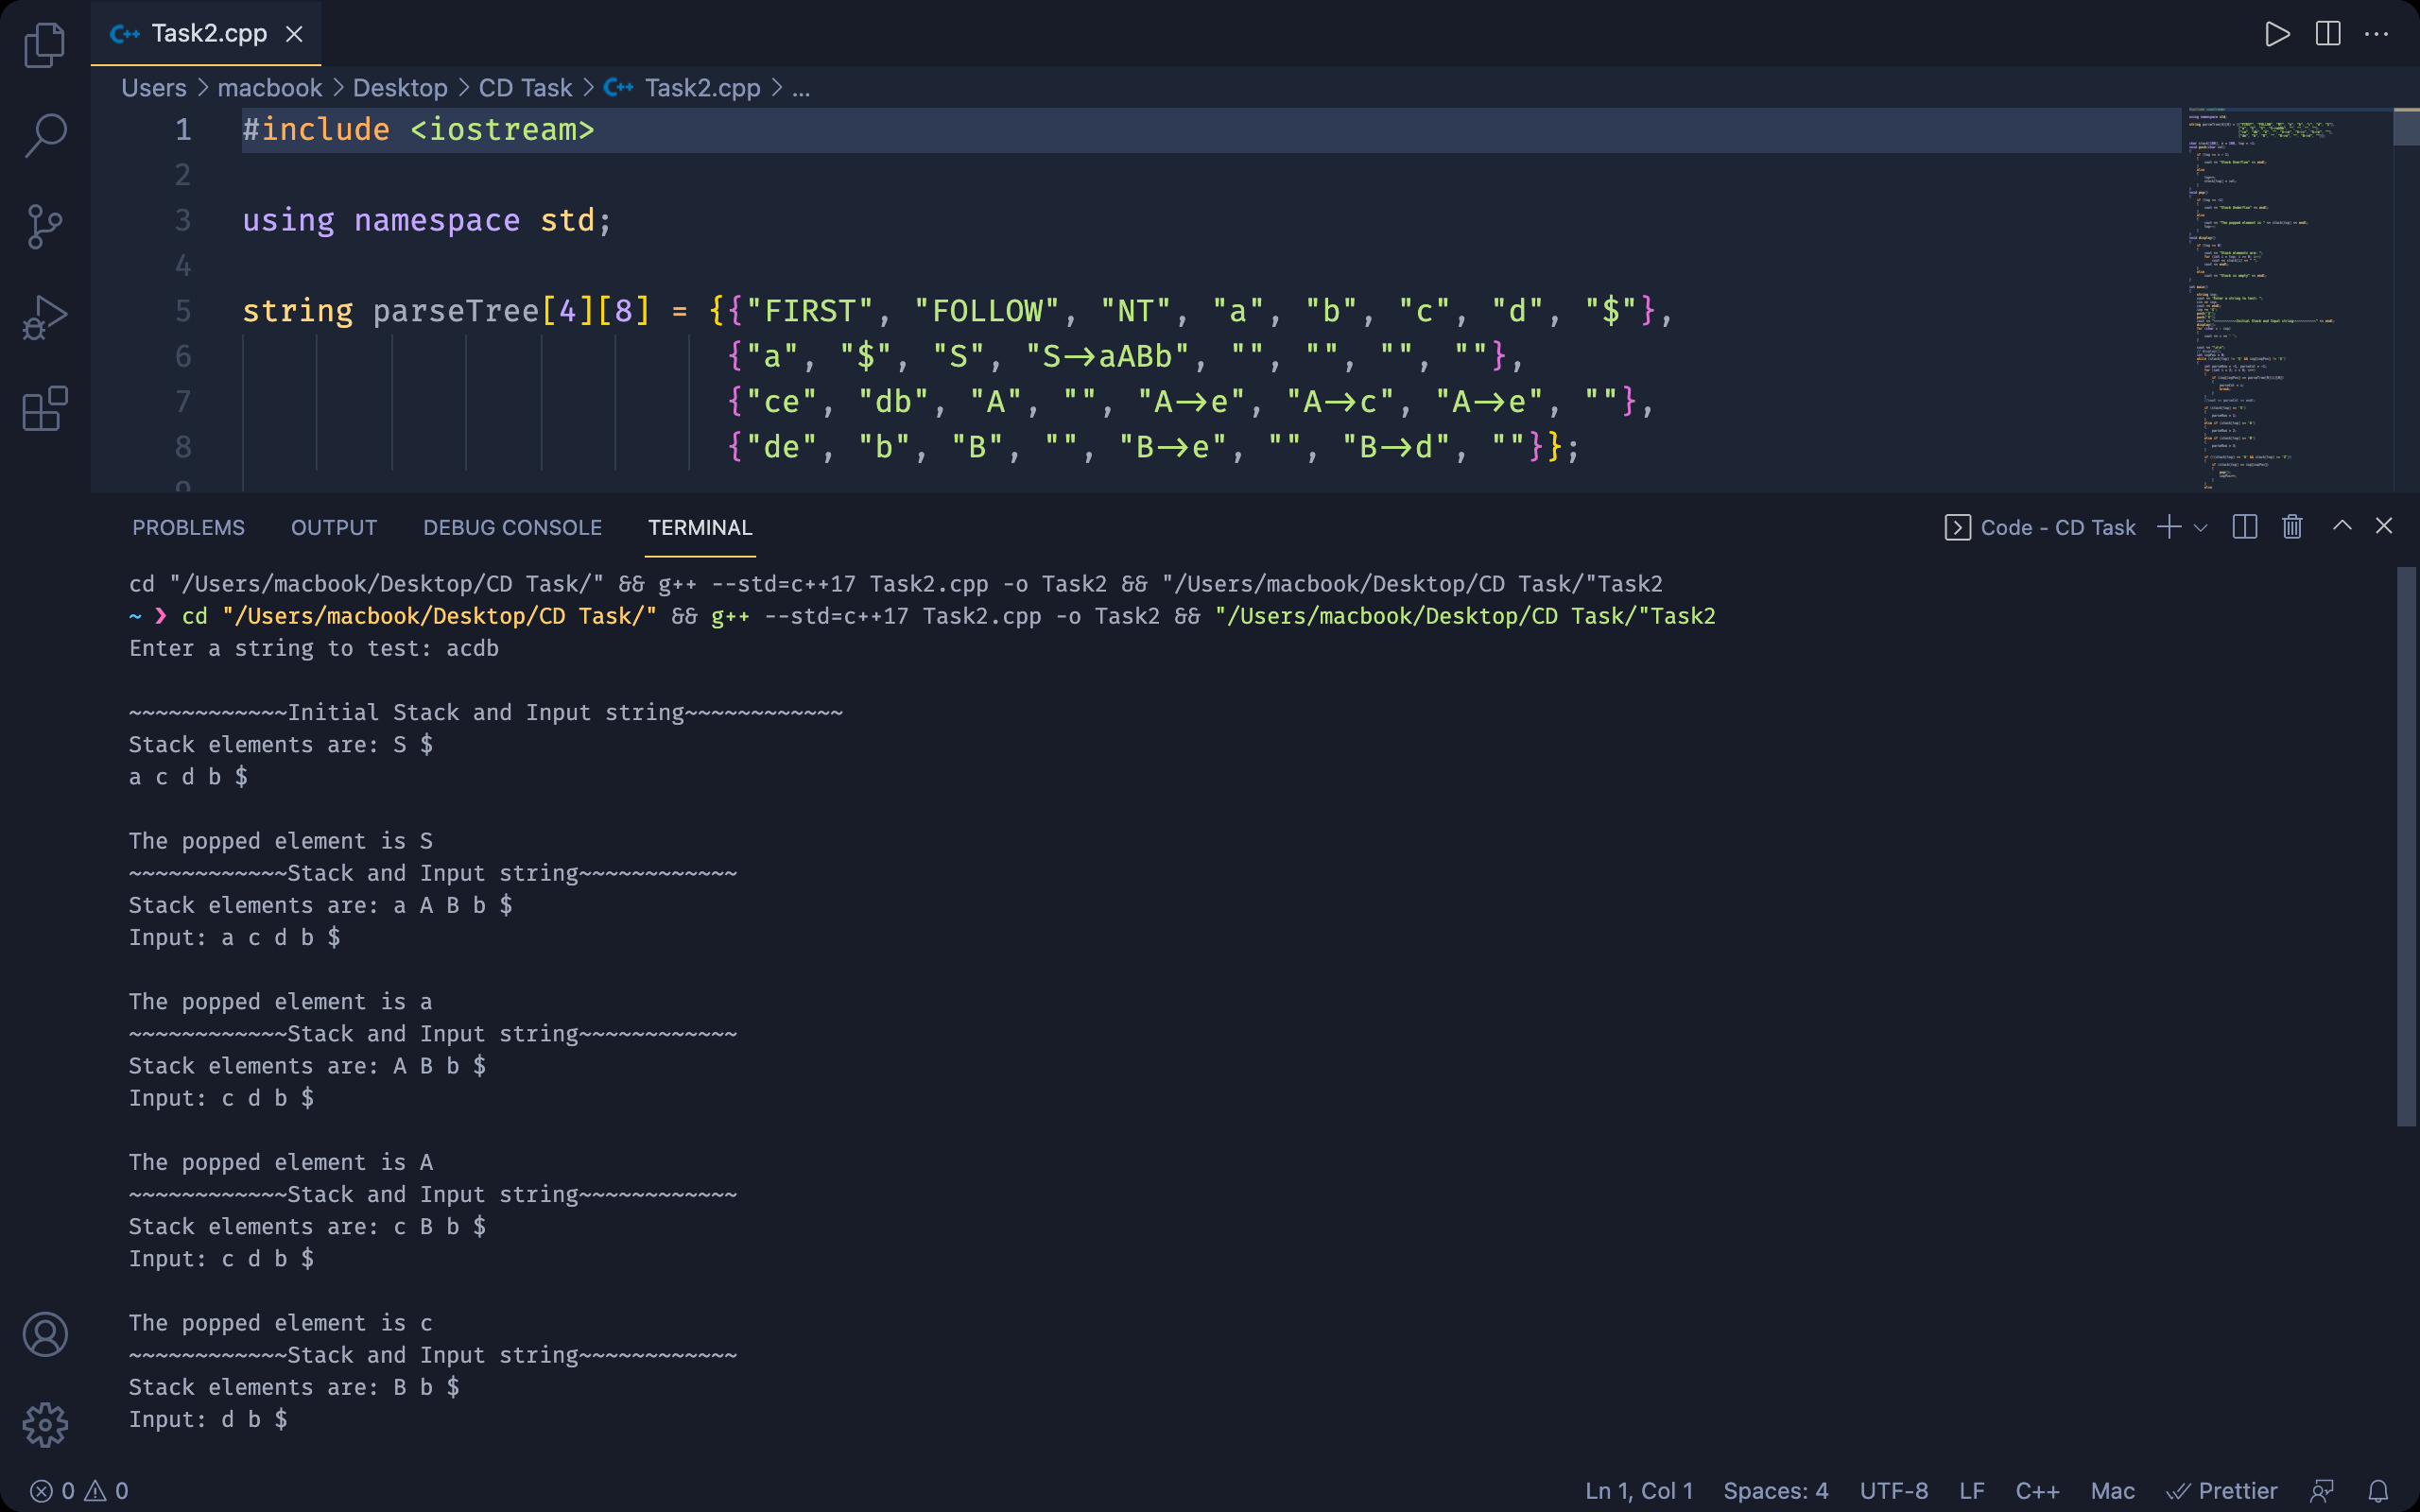 Task2.cpp
Users > macbook > Desktop > CD Task > Task2.cpp > ...
1 #include <iostream>
2
3 using namespace std;
4
5 string parseTree[4][8] = {{"FIRST", "FOLLOW", "NT", "a", "b", "c", "d", "$"},
6 {"a", "$", "S", "S->aABb", "", "", "", ""},
7 {"ce", "db", "A", "", "A->e", "A->c", "A->e", ""},
8 {"de", "b", "B", "", "B->e", "", "B->d", ""}};
9
PROBLEMS OUTPUT DEBUG CONSOLE TERMINAL Code - CD Task
cd "/Users/macbook/Desktop/CD Task/" && g++ --std=c++17 Task2.cpp -o Task2 && "/Users/macbook/Desktop/CD Task/"Task2
~ ❯ cd "/Users/macbook/Desktop/CD Task/" && g++ --std=c++17 Task2.cpp -o Task2 && "/Users/macbook/Desktop/CD Task/"Task2
Enter a string to test: acdb
~~~~~~~~~~~~Initial Stack and Input string~~~~~~~~~~~~
Stack elements are: S $
a c d b $
The popped element is S
~~~~~~~~~~~~Stack and Input string~~~~~~~~~~~~
Stack elements are: a A B b $
Input: a c d b $
The popped element is a
~~~~~~~~~~~~Stack and Input string~~~~~~~~~~~~
Stack elements are: A B b $
Input: c d b $
The popped element is A
~~~~~~~~~~~~Stack and Input string~~~~~~~~~~~~
Stack elements are: c B b $
Input: c d b $
The popped element is c
~~~~~~~~~~~~Stack and Input string~~~~~~~~~~~~
Stack elements are: B b $
Input: d b $
0 0 Ln 1, Col 1 Spaces: 4 UTF-8 LF C++ Mac Prettier